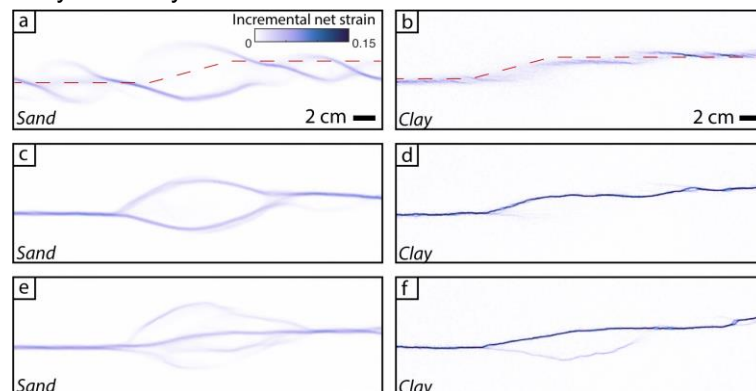 a
Incremental net strain
0
0.15
Sand
2 cm
b
Clay
2 cm
c
Sand
d
Clay
e
Sand
f
Clay